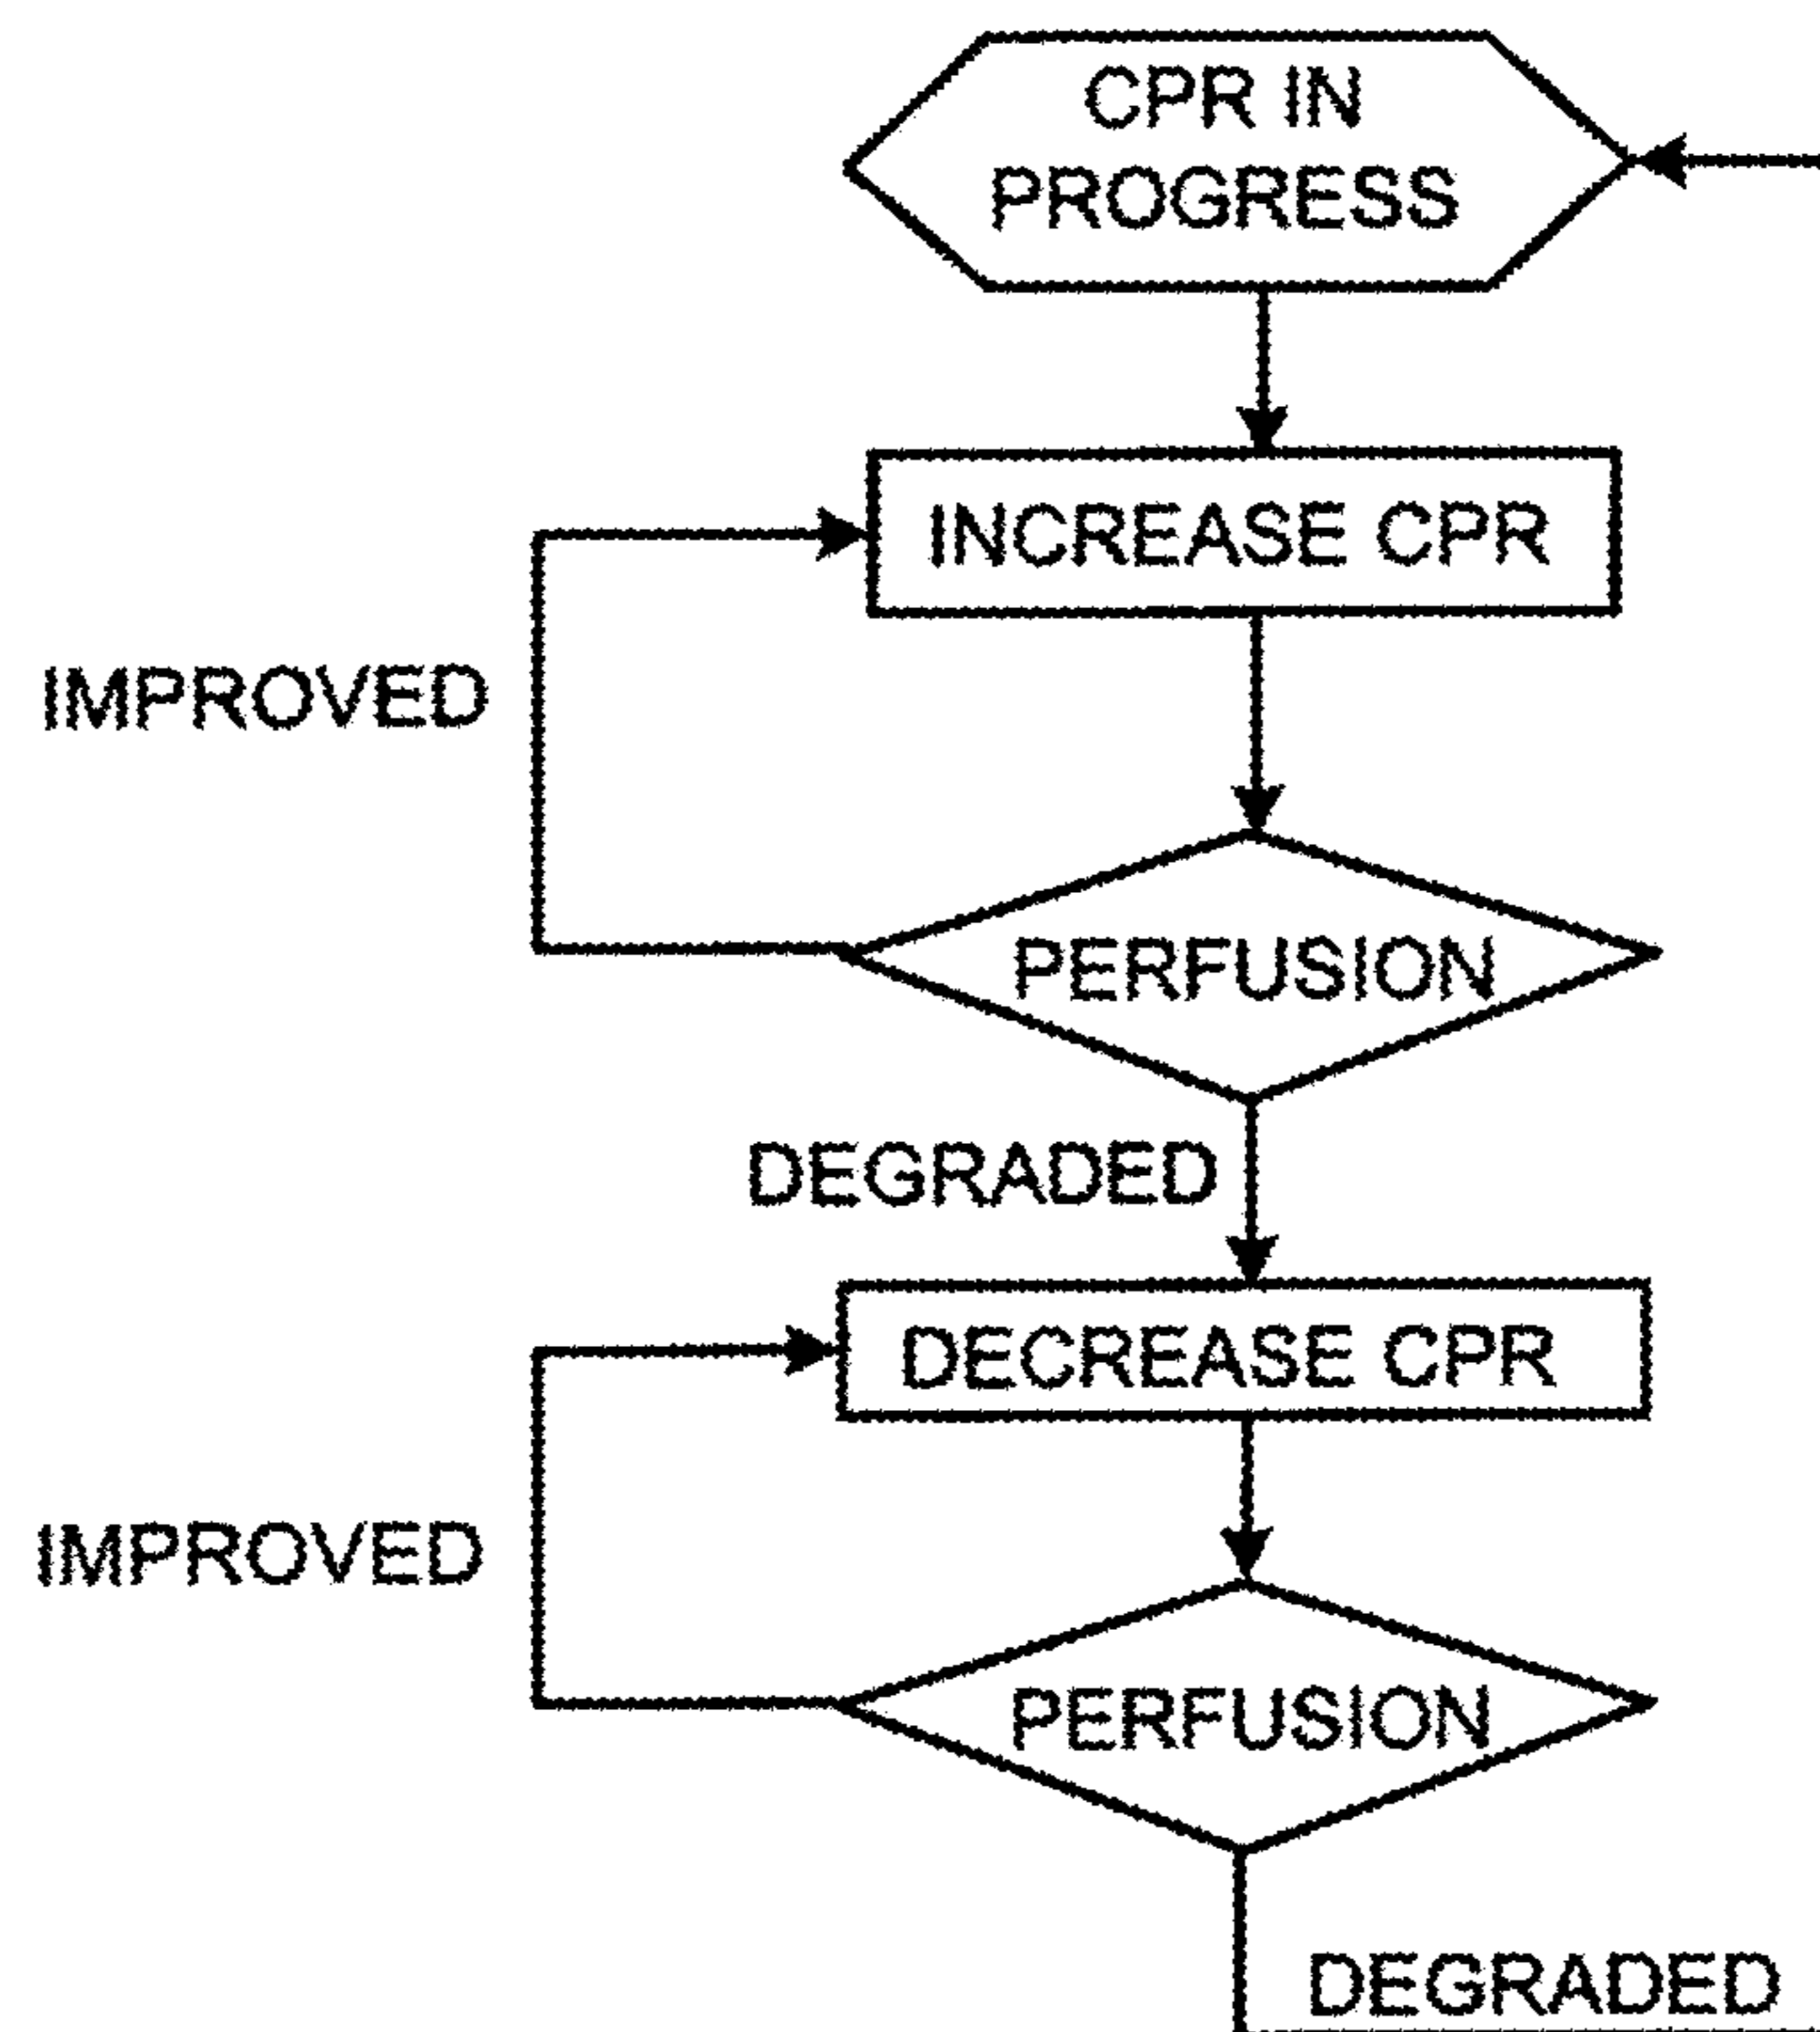 CPR IN
PROGRESS
INCREASE CPR
IMPROVED
PERFUSION
DEGRADED
DECREASE CPR
IMPROVED
PERFUSION
DEGRADED